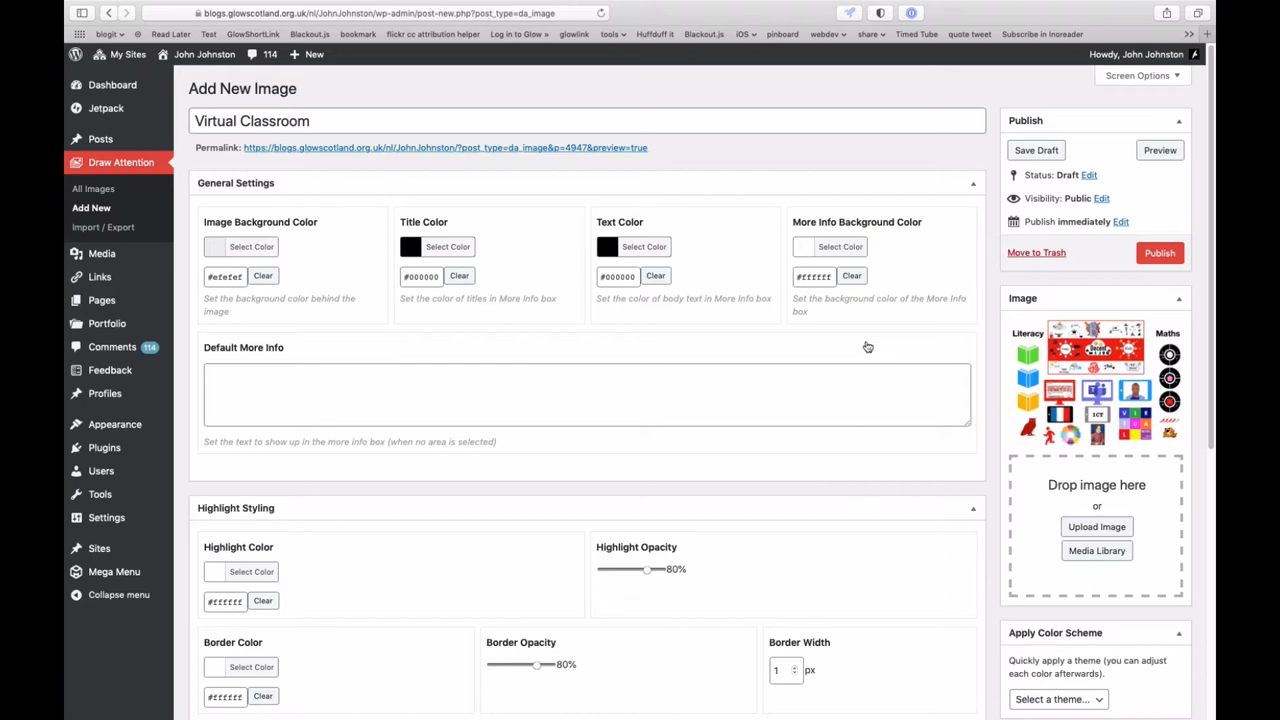 blogs.glowscotland.org.uk/nl/JohnJohnston/wp-admin/post-new.php?post_type=da_image
blogit
Read Later
Test
GlowShortLink
Blackout.js
bookmark
flickr cc attribution helper
Log in to Glow »
glowlink
tools
Huffduff it
Blackout.js
iOS
pinboard
webdev
share
Timed Tube
quote tweet
Subscribe in Inoreader
My Sites
John Johnston
114
New
Howdy, John Johnston
Dashboard
Jetpack
Posts
Draw Attention
All Images
Add New
Import / Export
Media
Links
Pages
Portfolio
Comments 114
Feedback
Profiles
Appearance
Plugins
Users
Tools
Settings
Sites
Mega Menu
Collapse menu
Screen Options
Add New Image
Virtual Classroom
Permalink: https://blogs.glowscotland.org.uk/nl/JohnJohnston/?post_type=da_image&p=4947&preview=true
General Settings
Image Background Color
Select Color
#efefef Clear
Set the background color behind the
image
Title Color
Select Color
#000000 Clear
Set the color of titles in More Info box
Text Color
Select Color
#000000 Clear
Set the color of body text in More Info box
More Info Background Color
Select Color
#ffffff Clear
Set the background color of the More Info
box
Default More Info
Set the text to show up in the more info box (when no area is selected)
Highlight Styling
Highlight Color
Select Color
#ffffff Clear
Highlight Opacity
80%
Border Color
Select Color
#ffffff Clear
Border Opacity
80%
Border Width
1 px
Publish
Save Draft
Preview
Status: Draft Edit
Visibility: Public Edit
Publish immediately Edit
Move to Trash
Publish
Image
Literacy
Maths
ICT
Drop image here
or
Upload Image
Media Library
Apply Color Scheme
Quickly apply a theme (you can adjust
each color afterwards).
Select a theme...